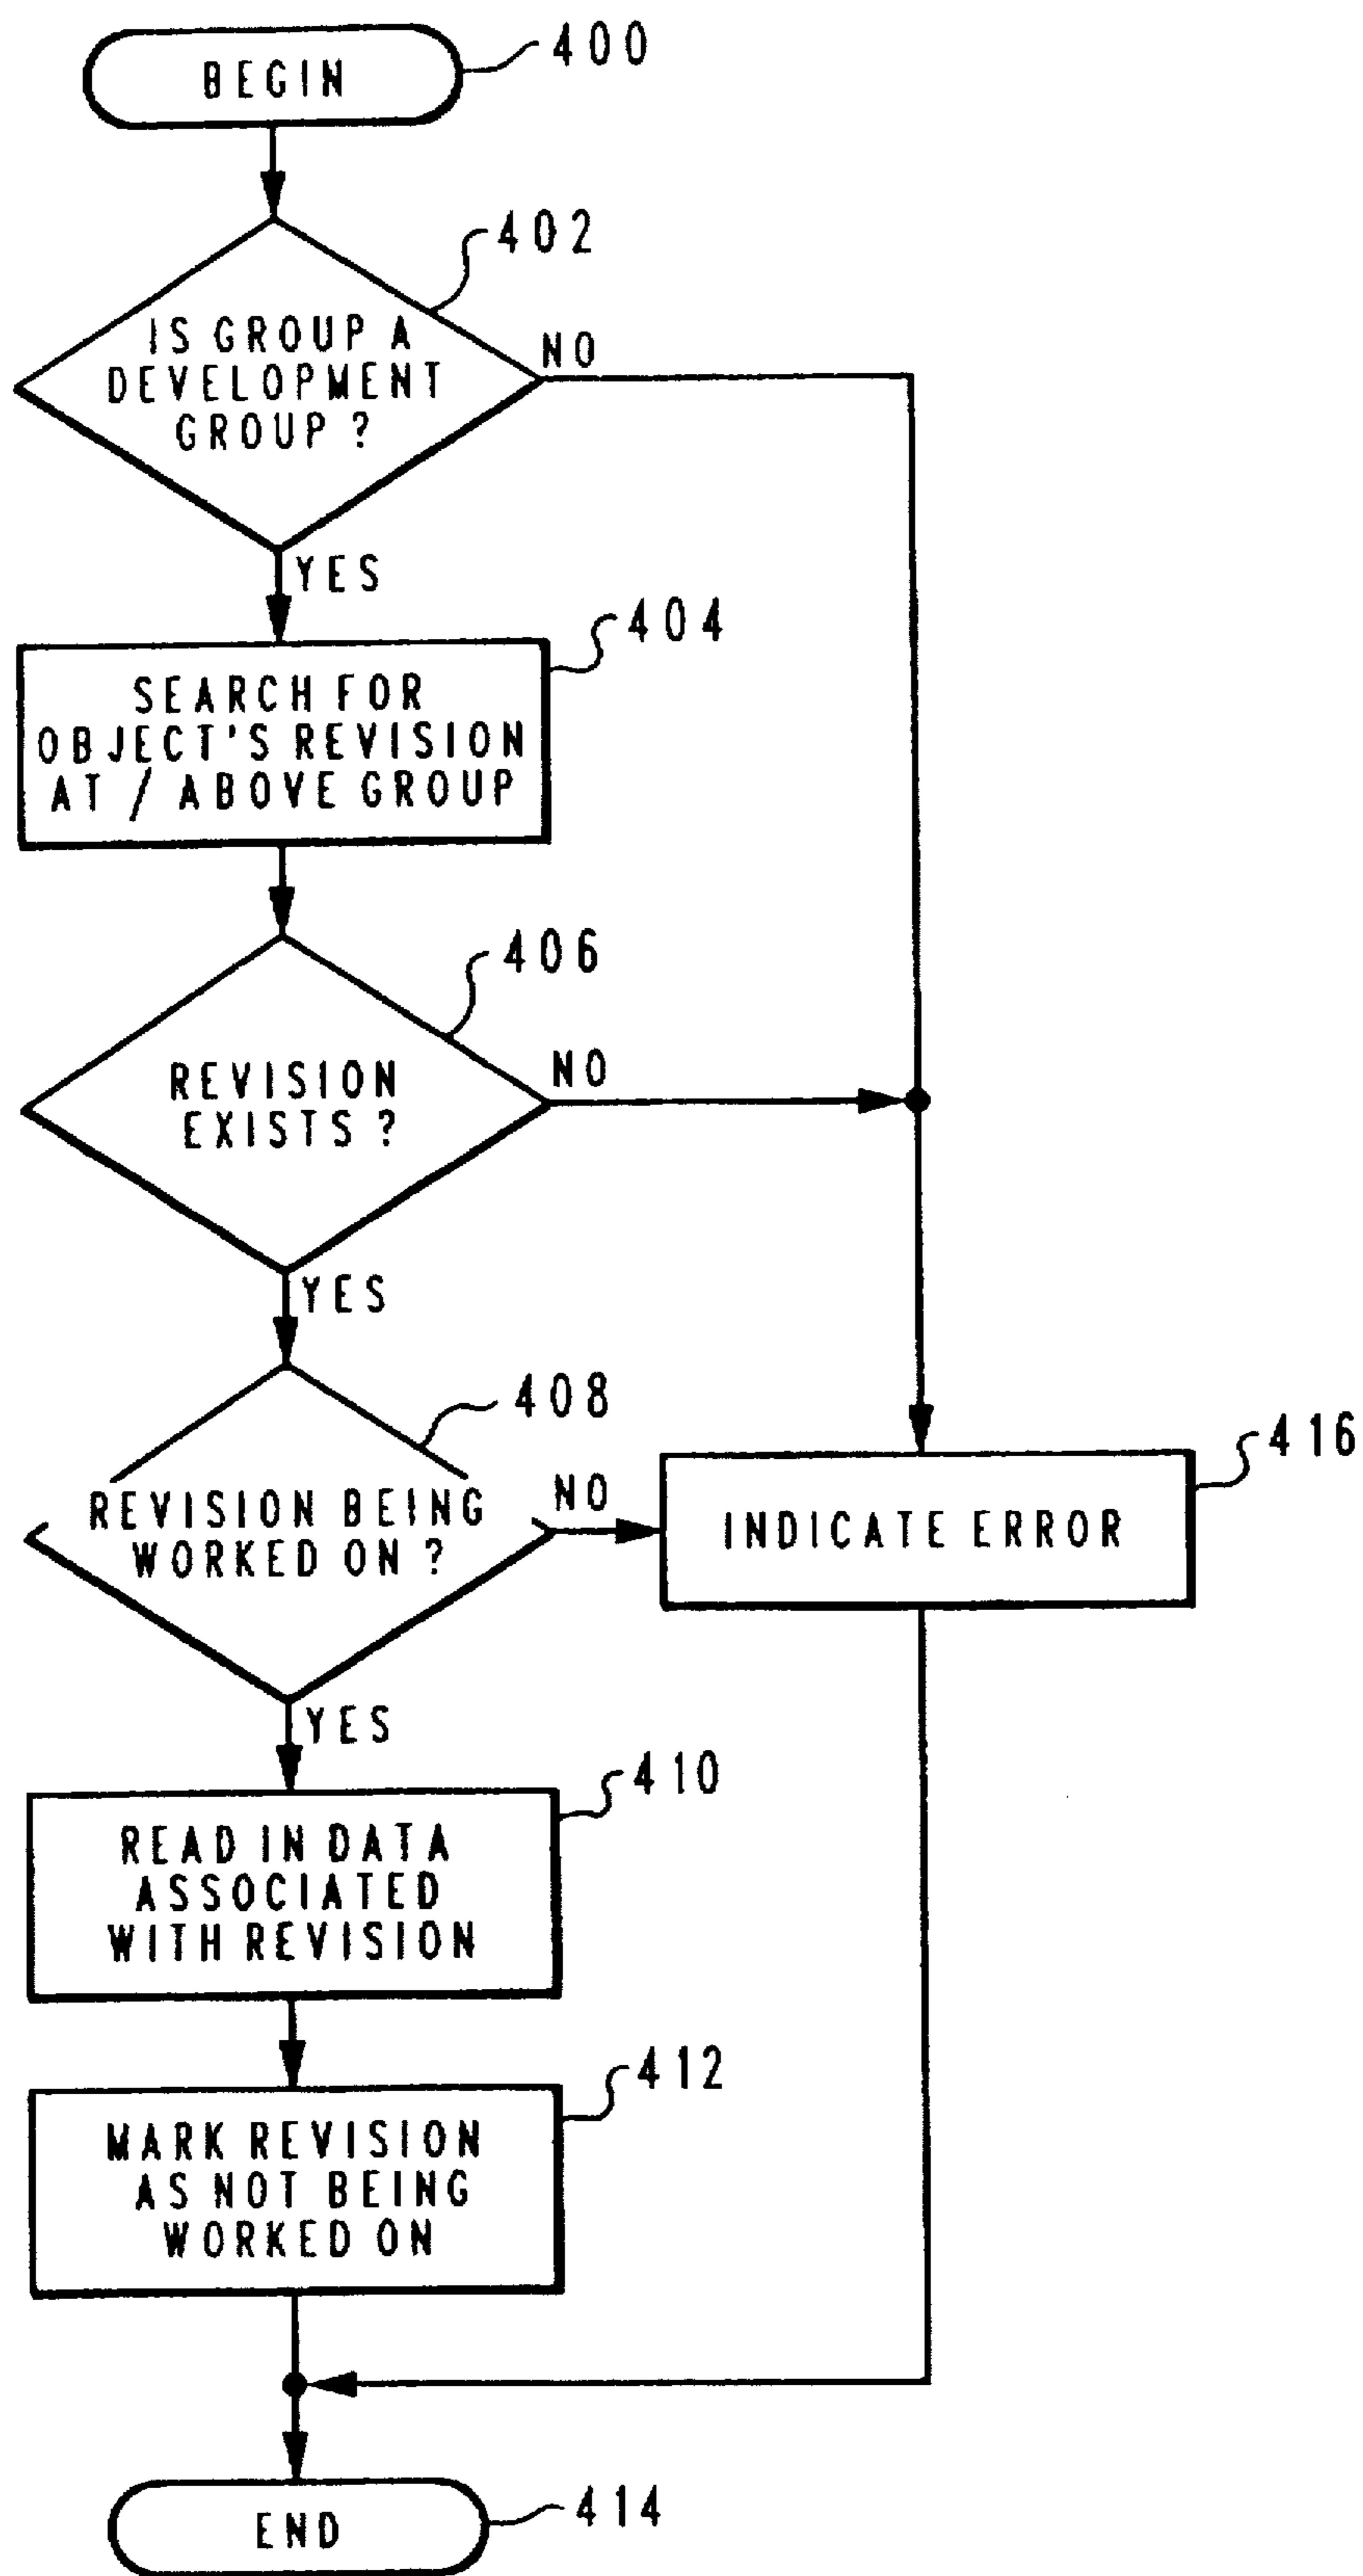 BEGIN
400
402
IS GROUP A
DEVELOPMENT
GROUP ?
NO
YES
404
SEARCH FOR
OBJECT'S REVISION
AT / ABOVE GROUP
406
REVISION
EXISTS ?
NO
YES
408
REVISION BEING
WORKED ON ?
NO
416
INDICATE ERROR
YES
410
READ IN DATA
ASSOCIATED
WITH REVISION
412
MARK REVISION
AS NOT BEING
WORKED ON
END
414